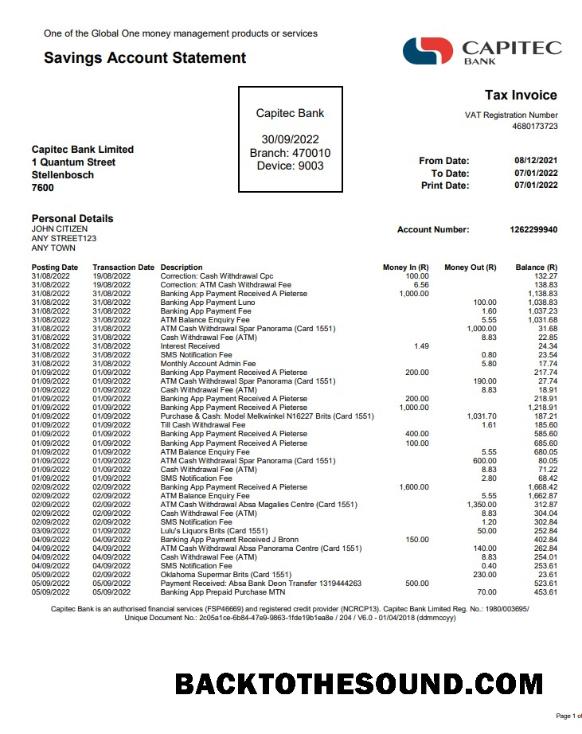 One of the Global One money management products or services
Savings Account Statement
CAPITEC
BANK
Tax Invoice
VAT Registration Number
4680173723
Capitec Bank
30/09/2022
Branch: 470010
Device: 9003
Capitec Bank Limited
1 Quantum Street
Stellenbosch
7600
From Date: 08/12/2021
To Date: 07/01/2022
Print Date: 07/01/2022
Personal Details
JOHN CITIZEN
ANY STREET123
ANY TOWN
Account Number: 1262299940
Posting Date Transaction Date Description Money In (R) Money Out (R) Balance (R)
31/08/2022 19/08/2022 Correction: Cash Withdrawal Cpc 100.00 132.27
31/08/2022 19/08/2022 Correction: ATM Cash Withdrawal Fee 6.56 138.83
31/08/2022 31/08/2022 Banking App Payment Received A Pieterse 1,000.00 1,138.83
31/08/2022 31/08/2022 Banking App Payment Luno 100.00 1,038.83
31/08/2022 31/08/2022 Banking App Payment Fee 1.60 1,037.23
31/08/2022 31/08/2022 ATM Balance Enquiry Fee 5.55 1,031.68
31/08/2022 31/08/2022 ATM Cash Withdrawal Spar Panorama (Card 1551) 1,000.00 31.68
31/08/2022 31/08/2022 Cash Withdrawal Fee (ATM) 8.83 22.85
31/08/2022 31/08/2022 Interest Received 1.49 24.34
31/08/2022 31/08/2022 SMS Notification Fee 0.80 23.54
31/08/2022 31/08/2022 Monthly Account Admin Fee 5.80 17.74
01/09/2022 01/09/2022 Banking App Payment Received A Pieterse 200.00 217.74
01/09/2022 01/09/2022 ATM Cash Withdrawal Spar Panorama (Card 1551) 190.00 27.74
01/09/2022 01/09/2022 Cash Withdrawal Fee (ATM) 8.83 18.91
01/09/2022 01/09/2022 Banking App Payment Received A Pieterse 200.00 218.91
01/09/2022 01/09/2022 Banking App Payment Received A Pieterse 1,000.00 1,218.91
01/09/2022 01/09/2022 Purchase & Cash: Model Melkwinkel N16227 Brits (Card 1551) 1,031.70 187.21
01/09/2022 01/09/2022 Till Cash Withdrawal Fee 1.61 185.60
01/09/2022 01/09/2022 Banking App Payment Received A Pieterse 400.00 585.60
01/09/2022 01/09/2022 Banking App Payment Received A Pieterse 100.00 685.60
01/09/2022 01/09/2022 ATM Balance Enquiry Fee 5.55 680.05
01/09/2022 01/09/2022 ATM Cash Withdrawal Spar Panorama (Card 1551) 600.00 80.05
01/09/2022 01/09/2022 Cash Withdrawal Fee (ATM) 8.83 71.22
01/09/2022 01/09/2022 SMS Notification Fee 2.80 68.42
02/09/2022 02/09/2022 Banking App Payment Received A Pieterse 1,600.00 1,668.42
02/09/2022 02/09/2022 ATM Balance Enquiry Fee 5.55 1,662.87
02/09/2022 02/09/2022 ATM Cash Withdrawal Absa Magalies Centre (Card 1551) 1,350.00 312.87
02/09/2022 02/09/2022 Cash Withdrawal Fee (ATM) 8.83 304.04
02/09/2022 02/09/2022 SMS Notification Fee 1.20 302.84
03/09/2022 01/09/2022 Lulu's Liquors Brits (Card 1551) 50.00 252.84
04/09/2022 04/09/2022 Banking App Payment Received J Bronn 150.00 402.84
04/09/2022 04/09/2022 ATM Cash Withdrawal Absa Panorama Centre (Card 1551) 140.00 262.84
04/09/2022 04/09/2022 Cash Withdrawal Fee (ATM) 8.83 254.01
04/09/2022 04/09/2022 SMS Notification Fee 0.40 253.61
05/09/2022 02/09/2022 Oklahoma Supermar Brits (Card 1551) 230.00 23.61
05/09/2022 05/09/2022 Payment Received: Absa Bank Deon Transfer 1319444263 500.00 523.61
05/09/2022 05/09/2022 Banking App Prepaid Purchase MTN 70.00 453.61
Capitec Bank is an authorised financial services (FSP46669) and registered credit provider (NCRCP13). Capitec Bank Limited Reg. No.: 1980/003695/
Unique Document No.: 2c05a1ce-6b84-47e9-9863-1fde19b1ea8e / 204 / V6.0 - 01/04/2018 (ddmmccyy)
BACKTOTHESOUND.COM
Page 1 of